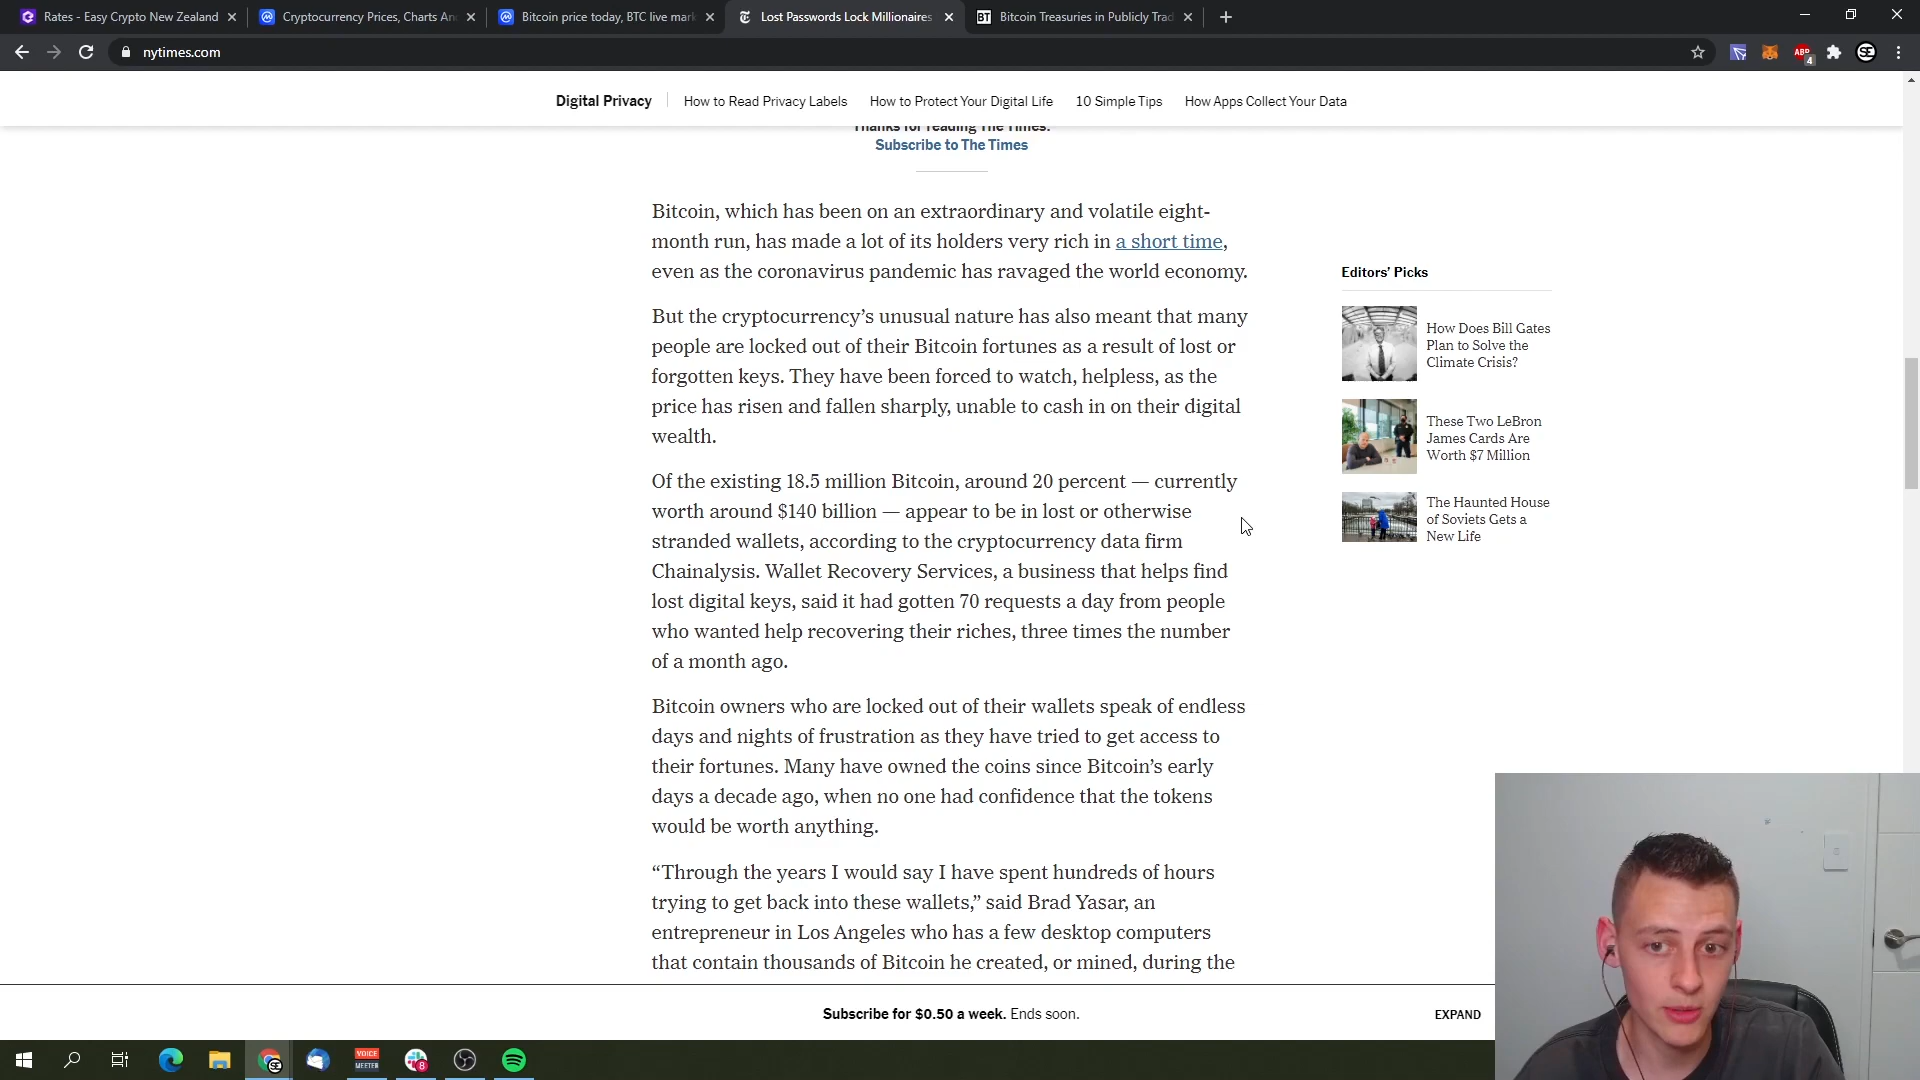 Rates - Easy Crypto New Zealand
Cryptocurrency Prices, Charts An
Bitcoin price today, BTC live mark
Lost Passwords Lock Millionaires
BT
Bitcoin Treasuries in Publicly Trad
nytimes.com
ABP
4
SE
Digital Privacy
How to Read Privacy Labels
How to Protect Your Digital Life
10 Simple Tips
How Apps Collect Your Data
Thanks for reading The Times.
Subscribe to The Times
Bitcoin, which has been on an extraordinary and volatile eight-
month run, has made a lot of its holders very rich in a short time,
even as the coronavirus pandemic has ravaged the world economy.
But the cryptocurrency’s unusual nature has also meant that many
people are locked out of their Bitcoin fortunes as a result of lost or
forgotten keys. They have been forced to watch, helpless, as the
price has risen and fallen sharply, unable to cash in on their digital
wealth.
Of the existing 18.5 million Bitcoin, around 20 percent — currently
worth around $140 billion — appear to be in lost or otherwise
stranded wallets, according to the cryptocurrency data firm
Chainalysis. Wallet Recovery Services, a business that helps find
lost digital keys, said it had gotten 70 requests a day from people
who wanted help recovering their riches, three times the number
of a month ago.
Bitcoin owners who are locked out of their wallets speak of endless
days and nights of frustration as they have tried to get access to
their fortunes. Many have owned the coins since Bitcoin’s early
days a decade ago, when no one had confidence that the tokens
would be worth anything.
“Through the years I would say I have spent hundreds of hours
trying to get back into these wallets,” said Brad Yasar, an
entrepreneur in Los Angeles who has a few desktop computers
that contain thousands of Bitcoin he created, or mined, during the
Editors’ Picks
How Does Bill Gates
Plan to Solve the
Climate Crisis?
These Two LeBron
James Cards Are
Worth $7 Million
The Haunted House
of Soviets Gets a
New Life
Subscribe for $0.50 a week. Ends soon.
EXPAND
SE
VOICE
MEETER
8